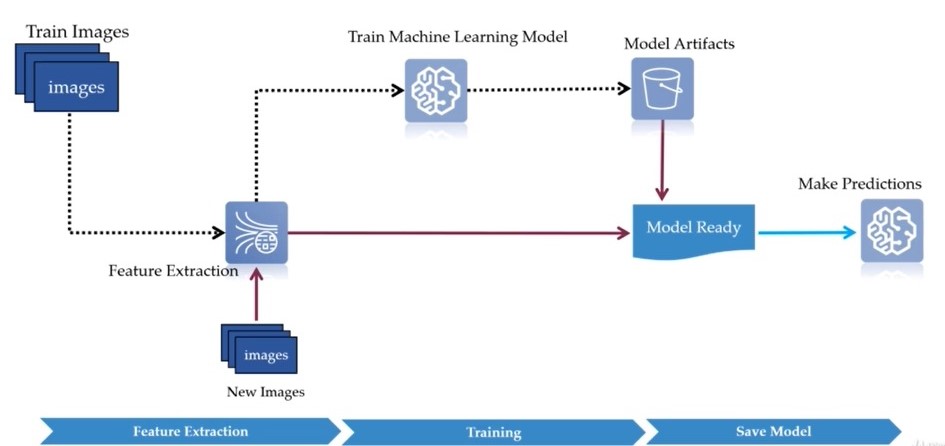 Train Images
images
Train Machine Learning Model
Model Artifacts
Make Predictions
Model Ready
Feature Extraction
images
New Images
Feature Extraction
Training
Save Model